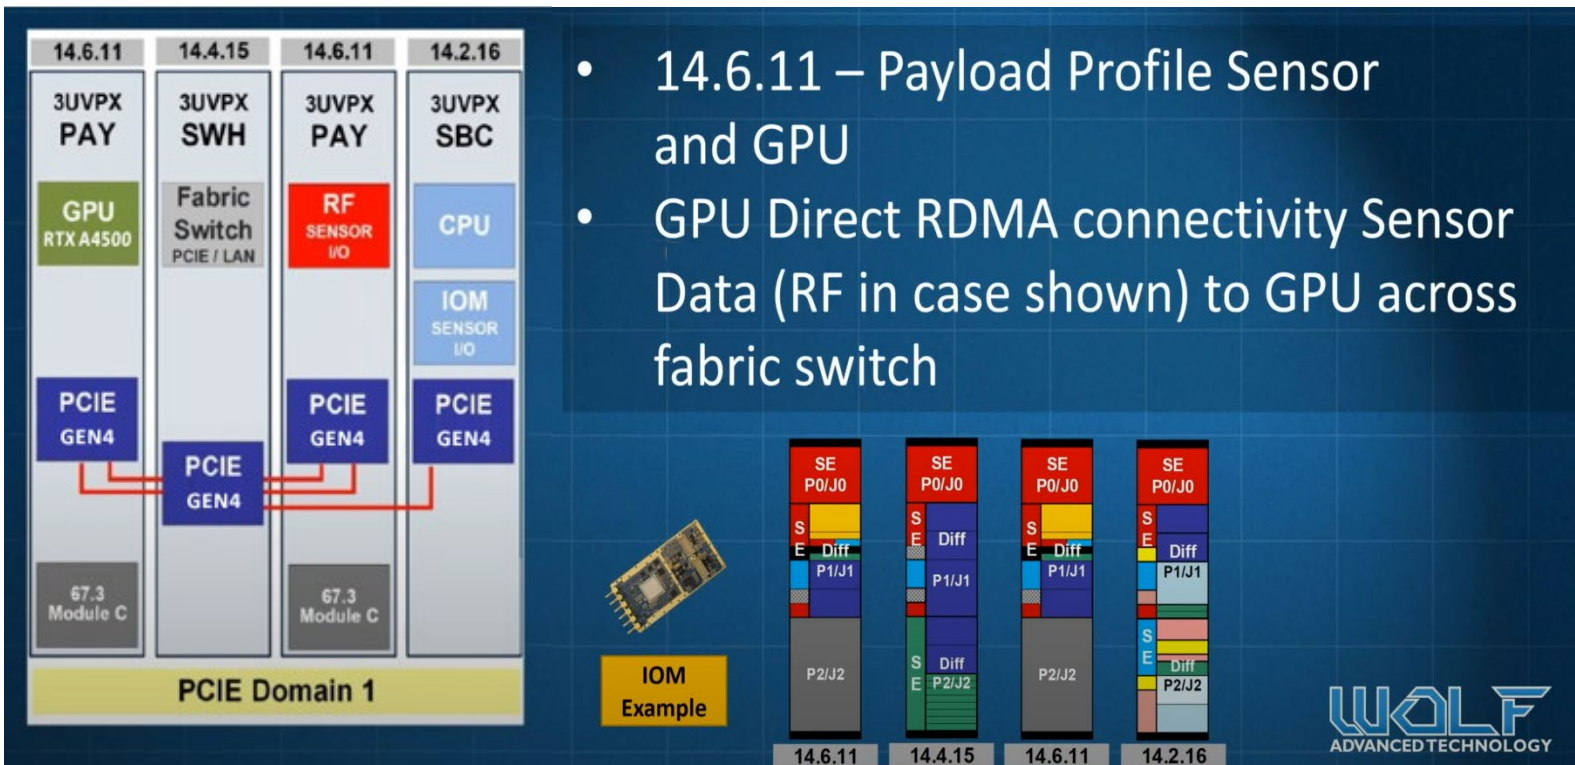 14.6.11
14.4.15
14.6.11
14.2.16
3UVPX
PAY
3UVPX
SWH
3UVPX
PAY
3UVPX
SBC
GPU
RTX A4500
Fabric
Switch
PCIE / LAN
RF
SENSOR
I/O
CPU
IOM
SENSOR
I/O
PCIE
GEN4
PCIE
GEN4
PCIE
GEN4
PCIE
GEN4
67.3
Module C
67.3
Module C
PCIE Domain 1
• 14.6.11 – Payload Profile Sensor
and GPU
• GPU Direct RDMA connectivity Sensor
Data (RF in case shown) to GPU across
fabric switch
IOM
Example
SE
P0/J0
S
E
Diff
P1/J1
P2/J2
14.6.11
SE
P0/J0
S
E
Diff
P1/J1
S
E
Diff
P2/J2
14.4.15
SE
P0/J0
S
E
Diff
P1/J1
P2/J2
14.6.11
SE
P0/J0
S
E
Diff
P1/J1
S
E
Diff
P2/J2
14.2.16
WOLF
ADVANCED TECHNOLOGY